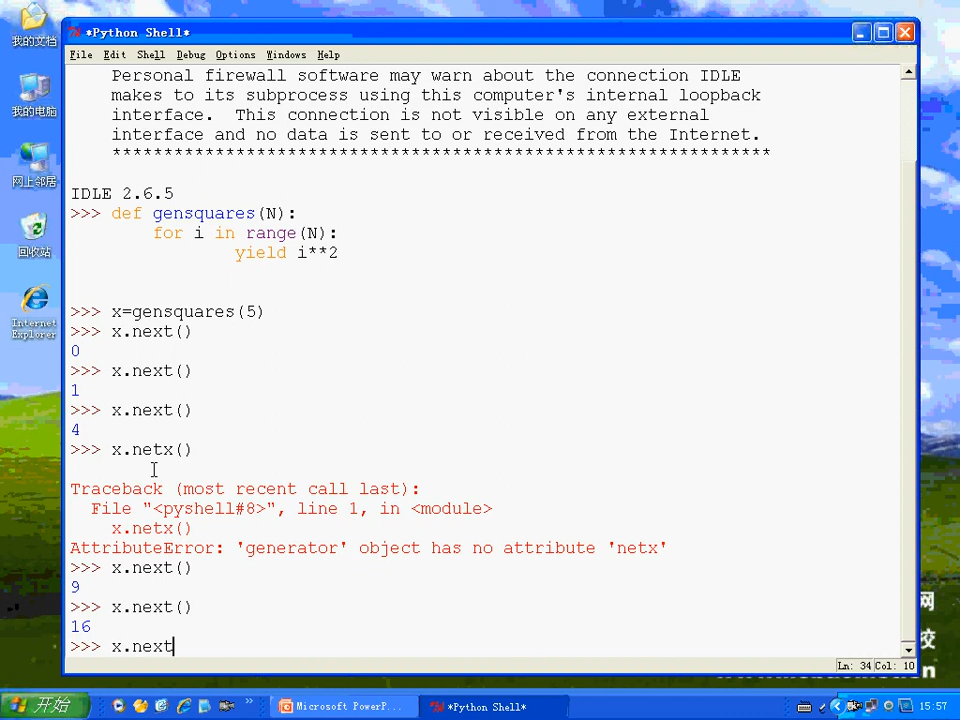 我的文档
我的电脑
网上邻居
回收站
Internet
Explorer
*Python Shell*
File Edit Shell Debug Options Windows Help
Personal firewall software may warn about the connection IDLE
makes to its subprocess using this computer's internal loopback
interface.  This connection is not visible on any external
interface and no data is sent to or received from the Internet.
****************************************************************
IDLE 2.6.5
>>> def gensquares(N):
for i in range(N):
yield i**2
>>> x=gensquares(5)
>>> x.next()
0
>>> x.next()
1
>>> x.next()
4
>>> x.netx()
Traceback (most recent call last):
File "<pyshell#8>", line 1, in <module>
x.netx()
AttributeError: 'generator' object has no attribute 'netx'
>>> x.next()
9
>>> x.next()
16
>>> x.next
Ln: 34 Col: 10
网
校
开始
Microsoft PowerP...
*Python Shell*
15:57